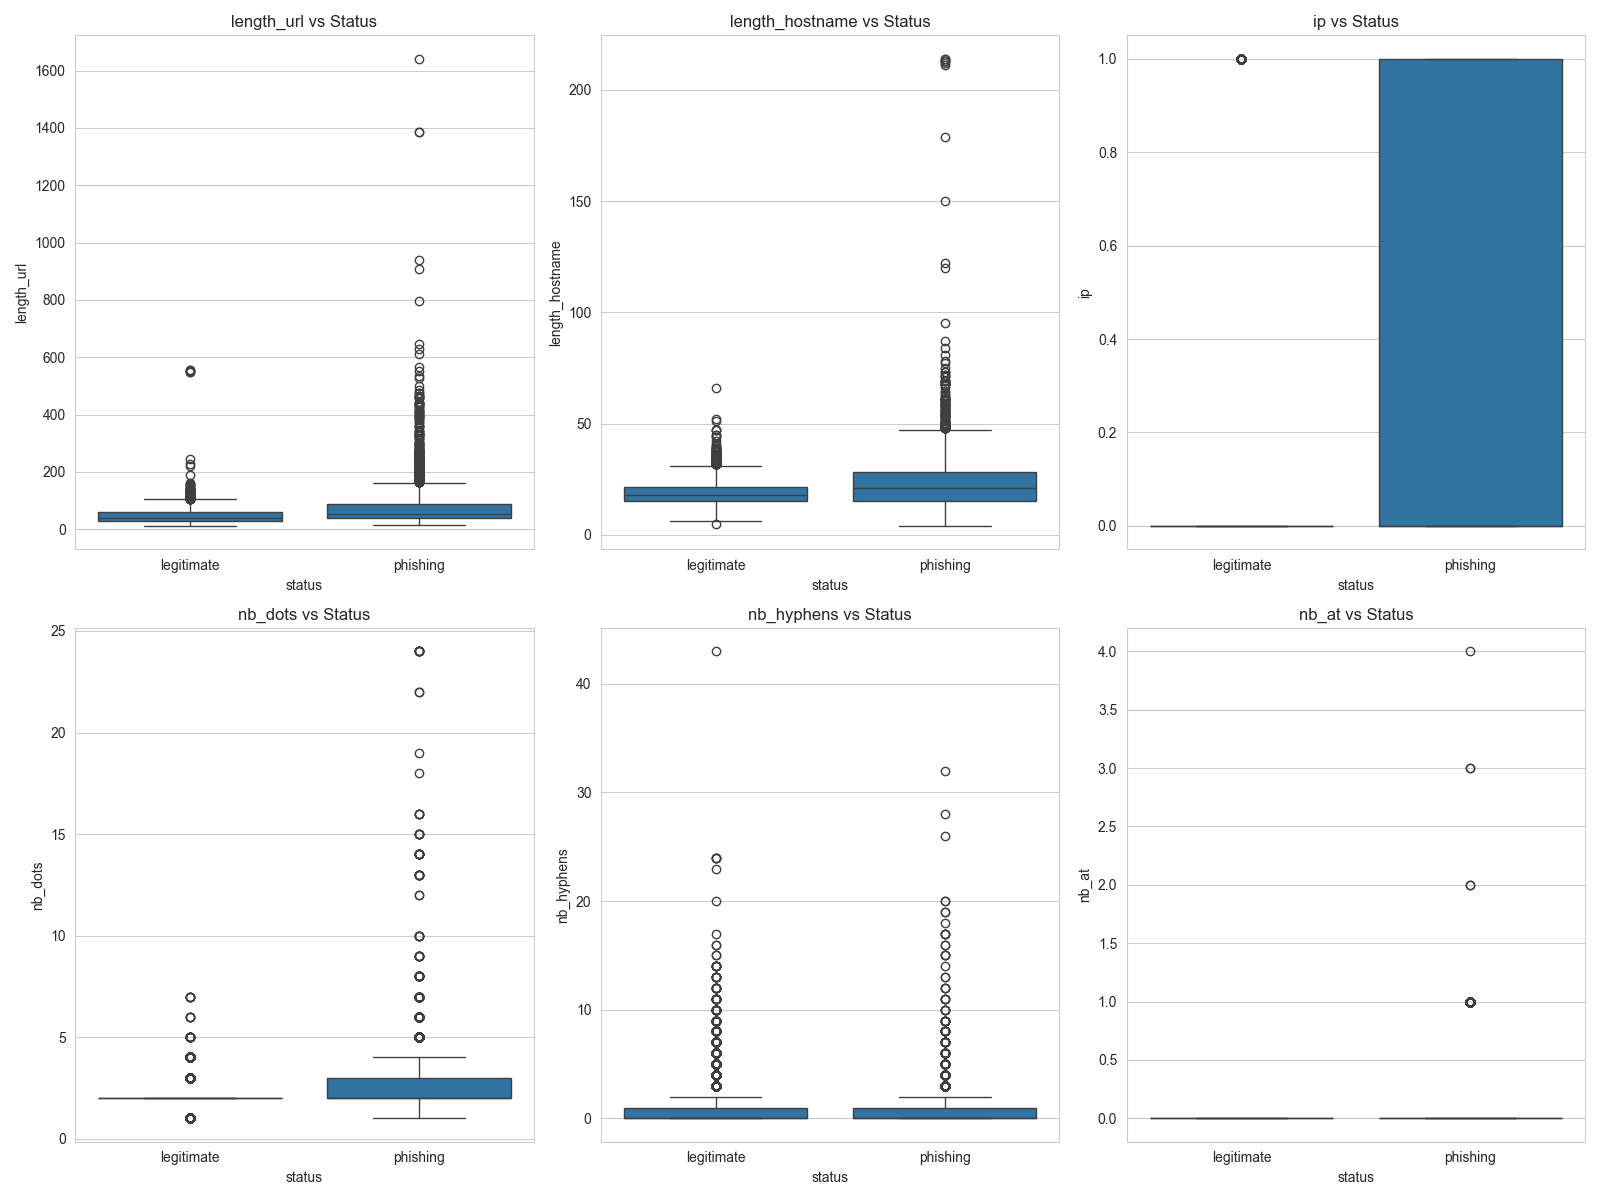 length_url vs Status
length_url
1600
1400
1200
1000
800
600
400
200
0
legitimate
phishing
status
length_hostname vs Status
length_hostname
200
150
100
50
0
legitimate
phishing
status
ip vs Status
ip
1.0
0.8
0.6
0.4
0.2
0.0
legitimate
phishing
status
nb_dots vs Status
nb_dots
25
20
15
10
5
0
legitimate
phishing
status
nb_hyphens vs Status
nb_hyphens
40
30
20
10
0
legitimate
phishing
status
nb_at vs Status
nb_at
4.0
3.5
3.0
2.5
2.0
1.5
1.0
0.5
0.0
legitimate
phishing
status